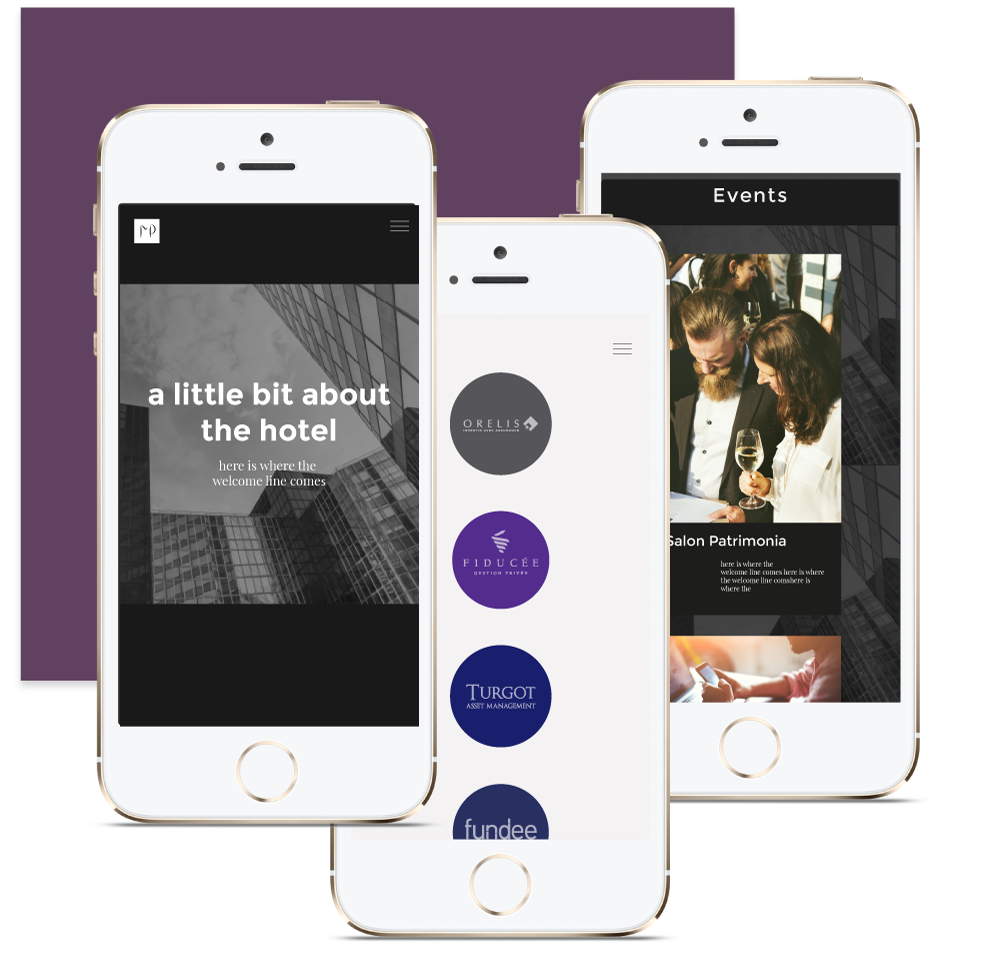 MP
a little bit about
the hotel
here is where the
welcome line comes
ORELIS
FIDUCÉE
GESTION PRIVÉE
TURGOT
ASSET MANAGEMENT
fundee
Events
Salon Patrimonia
here is where the
welcome line comes here is where
the welcome line comshere is
where the